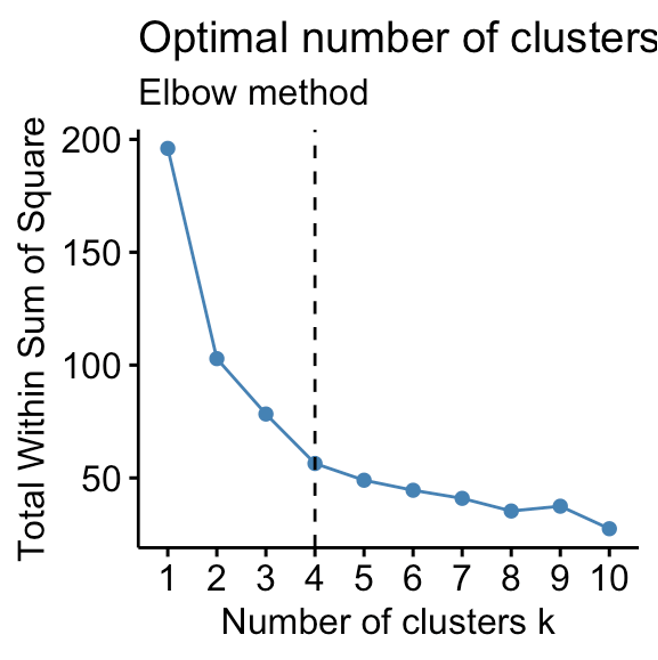 Optimal number of clusters
Elbow method
Total Within Sum of Square
200
150
100
50
1 2 3 4 5 6 7 8 9 10
Number of clusters k